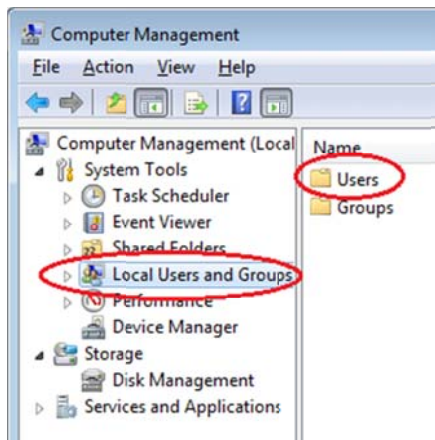 Computer Management
File Action View Help
Computer Management (Local
System Tools
Task Scheduler
Event Viewer
Shared Folders
Local Users and Groups
Performance
Device Manager
Storage
Disk Management
Services and Applications
Name
Users
Groups